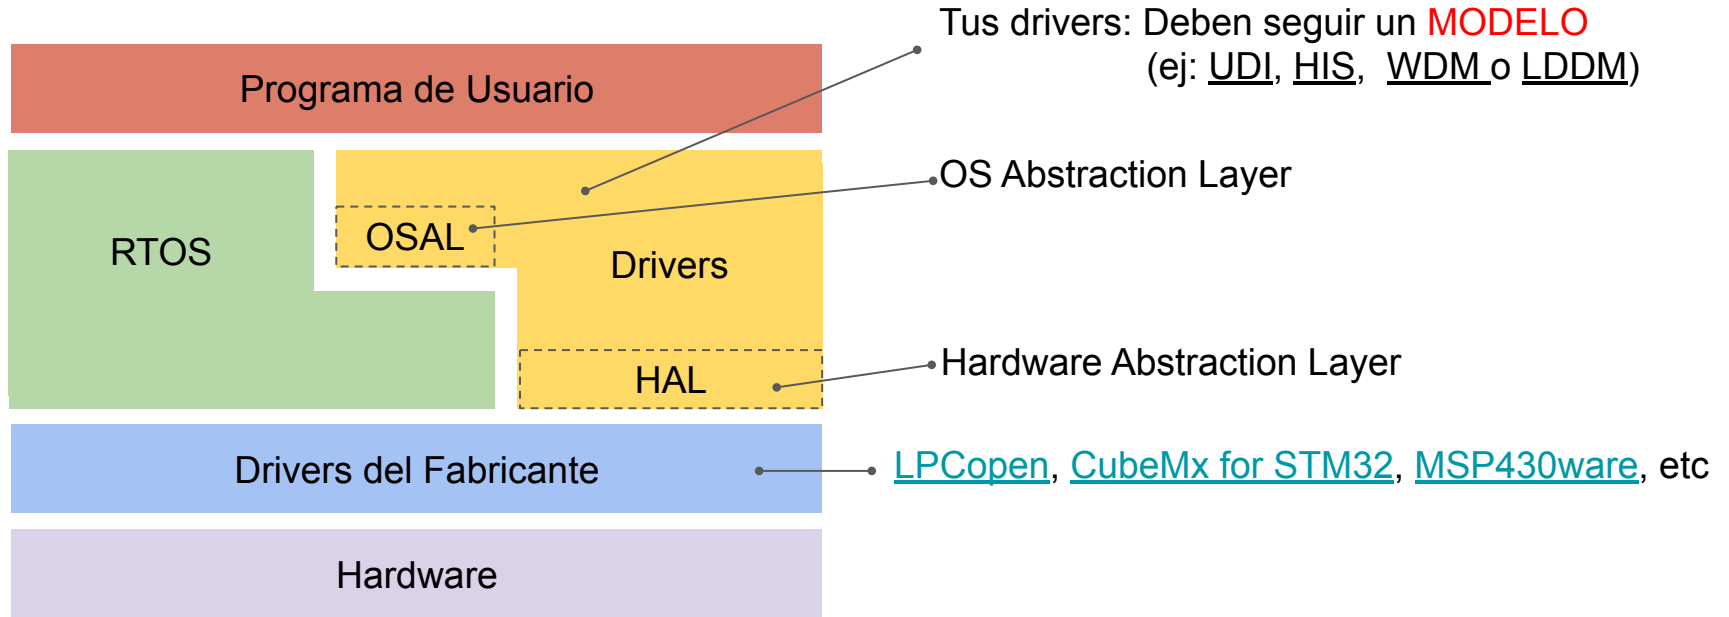 Tus drivers: Deben seguir un MODELO
(ej: UDI, HIS, WDM o LDDM)
Programa de Usuario
OS Abstraction Layer
OSAL
RTOS
Drivers
Hardware Abstraction Layer
HAL
Drivers del Fabricante
LPCopen, CubeMx for STM32, MSP430ware, etc
Hardware